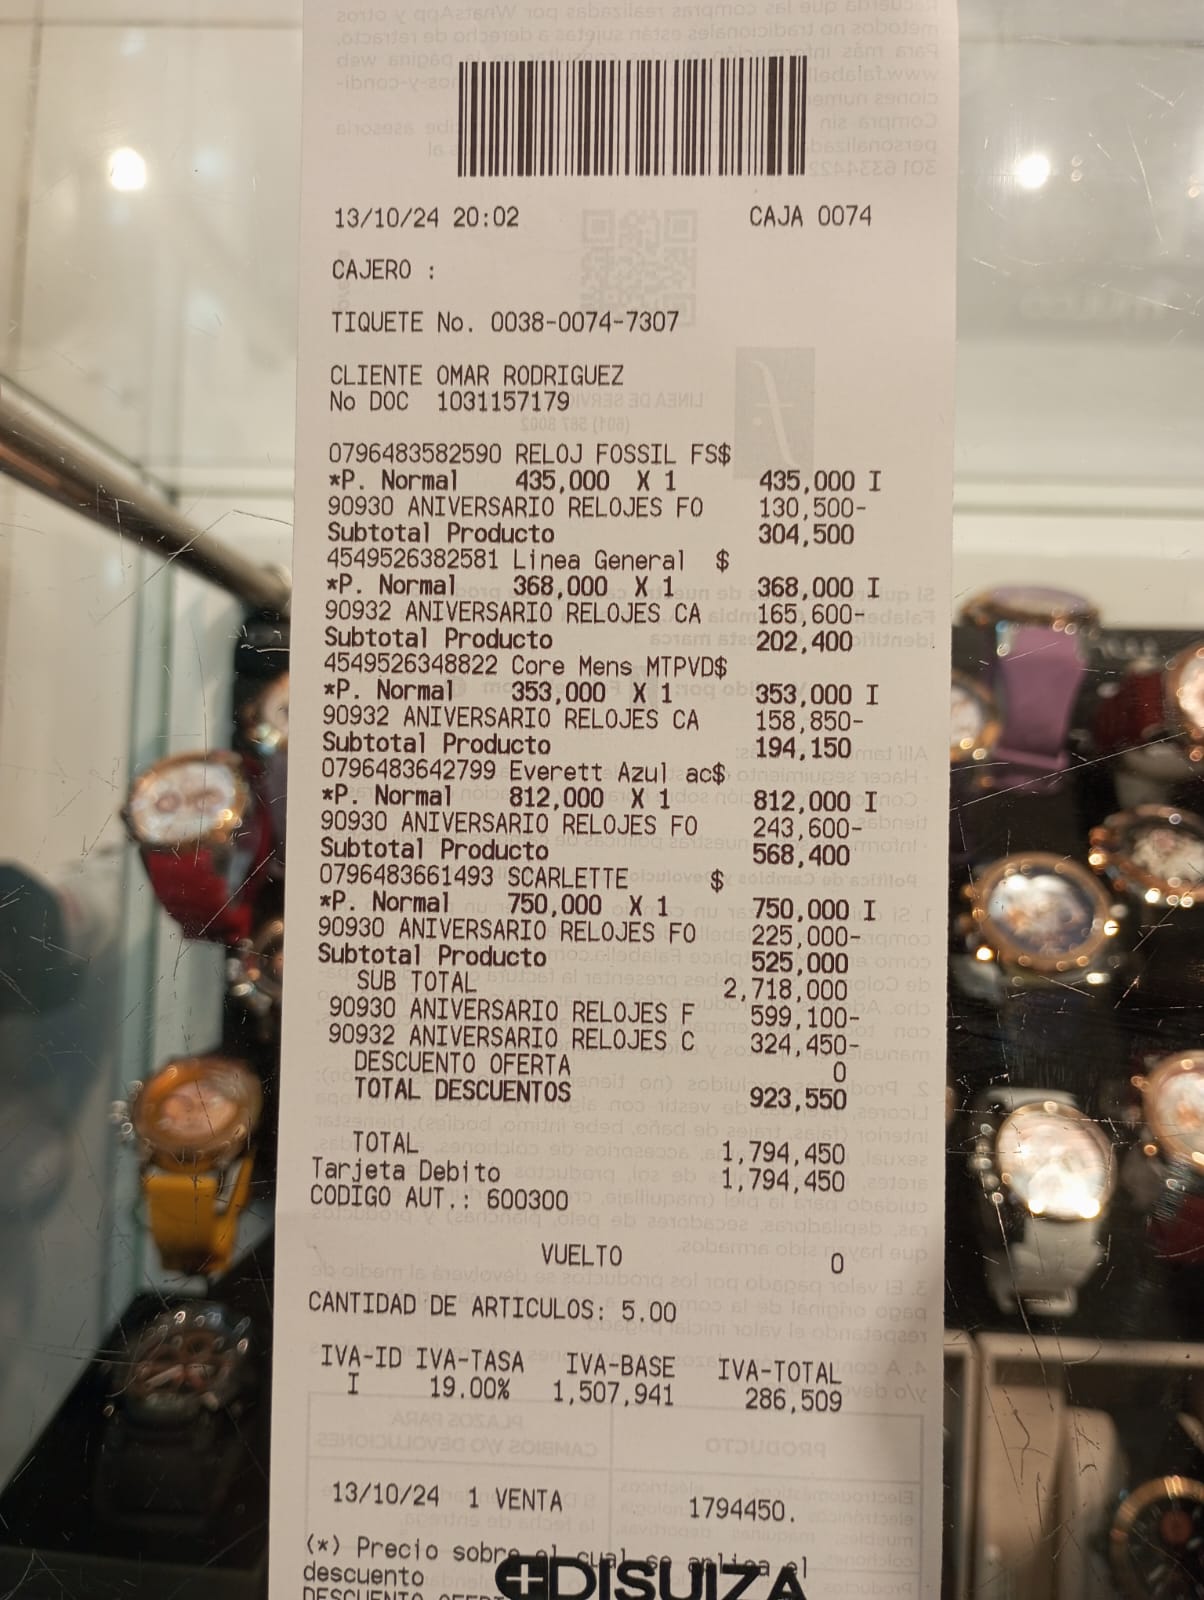 13/10/24 20:02 CAJA 0074
CAJERO :
TIQUETE No. 0038-0074-7307
CLIENTE OMAR RODRIGUEZ
No DOC 1031157179
0796483582590 RELOJ FOSSIL FS$
*P. Normal 435,000 X 1 435,000 I
90930 ANIVERSARIO RELOJES FO 130,500-
Subtotal Producto 304,500
4549526382581 Linea General $
*P. Normal 368,000 X 1 368,000 I
90932 ANIVERSARIO RELOJES CA 165,600-
Subtotal Producto 202,400
4549526348822 Core Mens MTPVD$
*P. Normal 353,000 X 1 353,000 I
90932 ANIVERSARIO RELOJES CA 158,850-
Subtotal Producto 194,150
0796483642799 Everett Azul ac$
*P. Normal 812,000 X 1 812,000 I
90930 ANIVERSARIO RELOJES FO 243,600-
Subtotal Producto 568,400
0796483661493 SCARLETTE $
*P. Normal 750,000 X 1 750,000 I
90930 ANIVERSARIO RELOJES FO 225,000-
Subtotal Producto 525,000
SUB TOTAL 2,718,000
90930 ANIVERSARIO RELOJES F 599,100-
90932 ANIVERSARIO RELOJES C 324,450-
DESCUENTO OFERTA 0
TOTAL DESCUENTOS 923,550
TOTAL 1,794,450
Tarjeta Debito 1,794,450
CODIGO AUT.: 600300
VUELTO 0
CANTIDAD DE ARTICULOS: 5.00
IVA-ID IVA-TASA IVA-BASE IVA-TOTAL
I 19.00% 1,507,941 286,509
13/10/24 1 VENTA 1794450.
(*) Precio sobre el cual se aplica el
descuento
DISUIZA